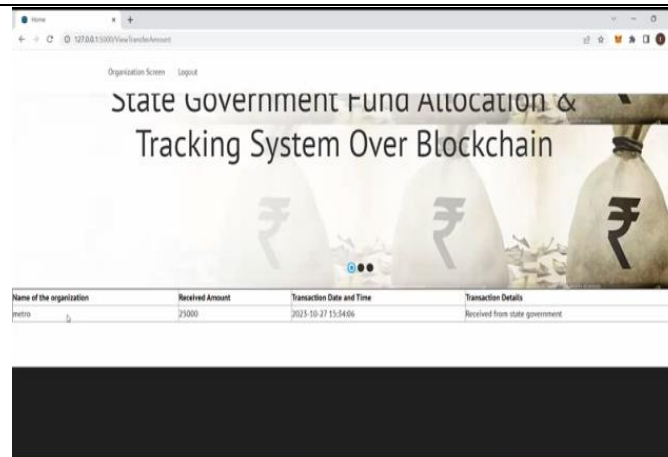 Home
127.0.0.1:5000/ViewTransferAmount
Organization Screen Logout
State Government Fund Allocation &
Tracking System Over Blockchain
₹ ₹ ₹
Name of the organization Received Amount Transaction Date and Time Transaction Details
metro 25000 2023-10-27 15:34:06 Received from state government